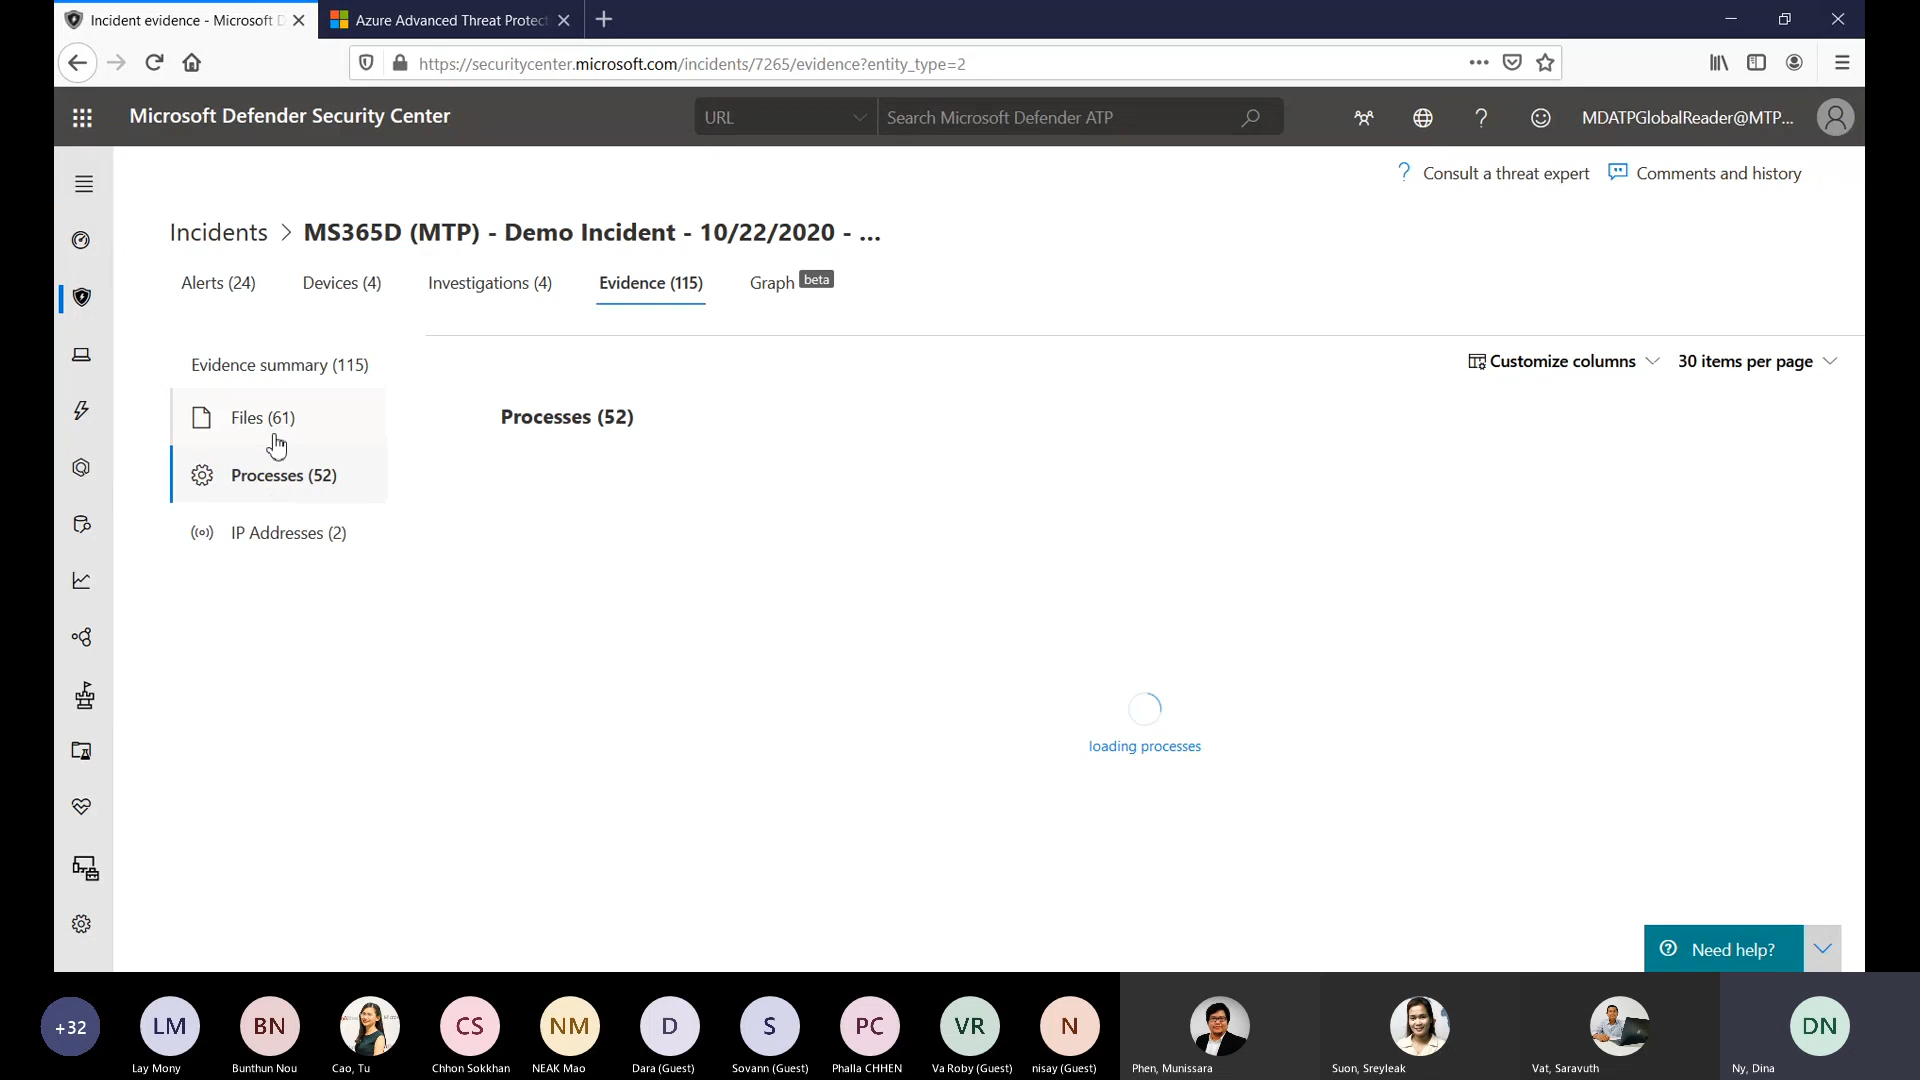 Incident evidence - Microsoft D
Azure Advanced Threat Protect
https://securitycenter.microsoft.com/incidents/7265/evidence?entity_type=2
Microsoft Defender Security Center
URL
Search Microsoft Defender ATP
MDATPGlobalReader@MTP...
Consult a threat expert
Comments and history
Incidents > MS365D (MTP) - Demo Incident - 10/22/2020 - ...
Alerts (24)
Devices (4)
Investigations (4)
Evidence (115)
Graph beta
Evidence summary (115)
Customize columns
30 items per page
Files (61)
Processes (52)
Processes (52)
IP Addresses (2)
loading processes
Need help?
+32
LM
BN
CS
NM
D
S
PC
VR
N
DN
Lay Mony
Bunthun Nou
Cao, Tu
Chhon Sokkhan
NEAK Mao
Dara (Guest)
Sovann (Guest)
Phalla CHHEN
Va Roby (Guest)
nisay (Guest)
Phen, Munissara
Suon, Sreyleak
Vat, Saravuth
Ny, Dina